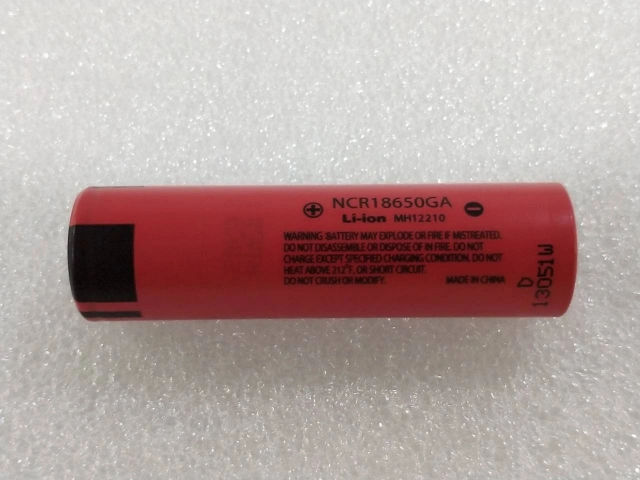 ⊕ NCR18650GA ⊖
Li-ion MH12210
WARNING :BATTERY MAY EXPLODE OR FIRE IF MISTREATED.
DO NOT DISASSEMBLE OR DISPOSE OF IN FIRE. DO NOT
CHARGE EXCEPT SPECIFIED CHARGING CONDITION. DO NOT
HEAT ABOVE 212°F, OR SHORT CIRCUIT.
DO NOT CRUSH OR MODIFY. MADE IN CHINA
D
13051W